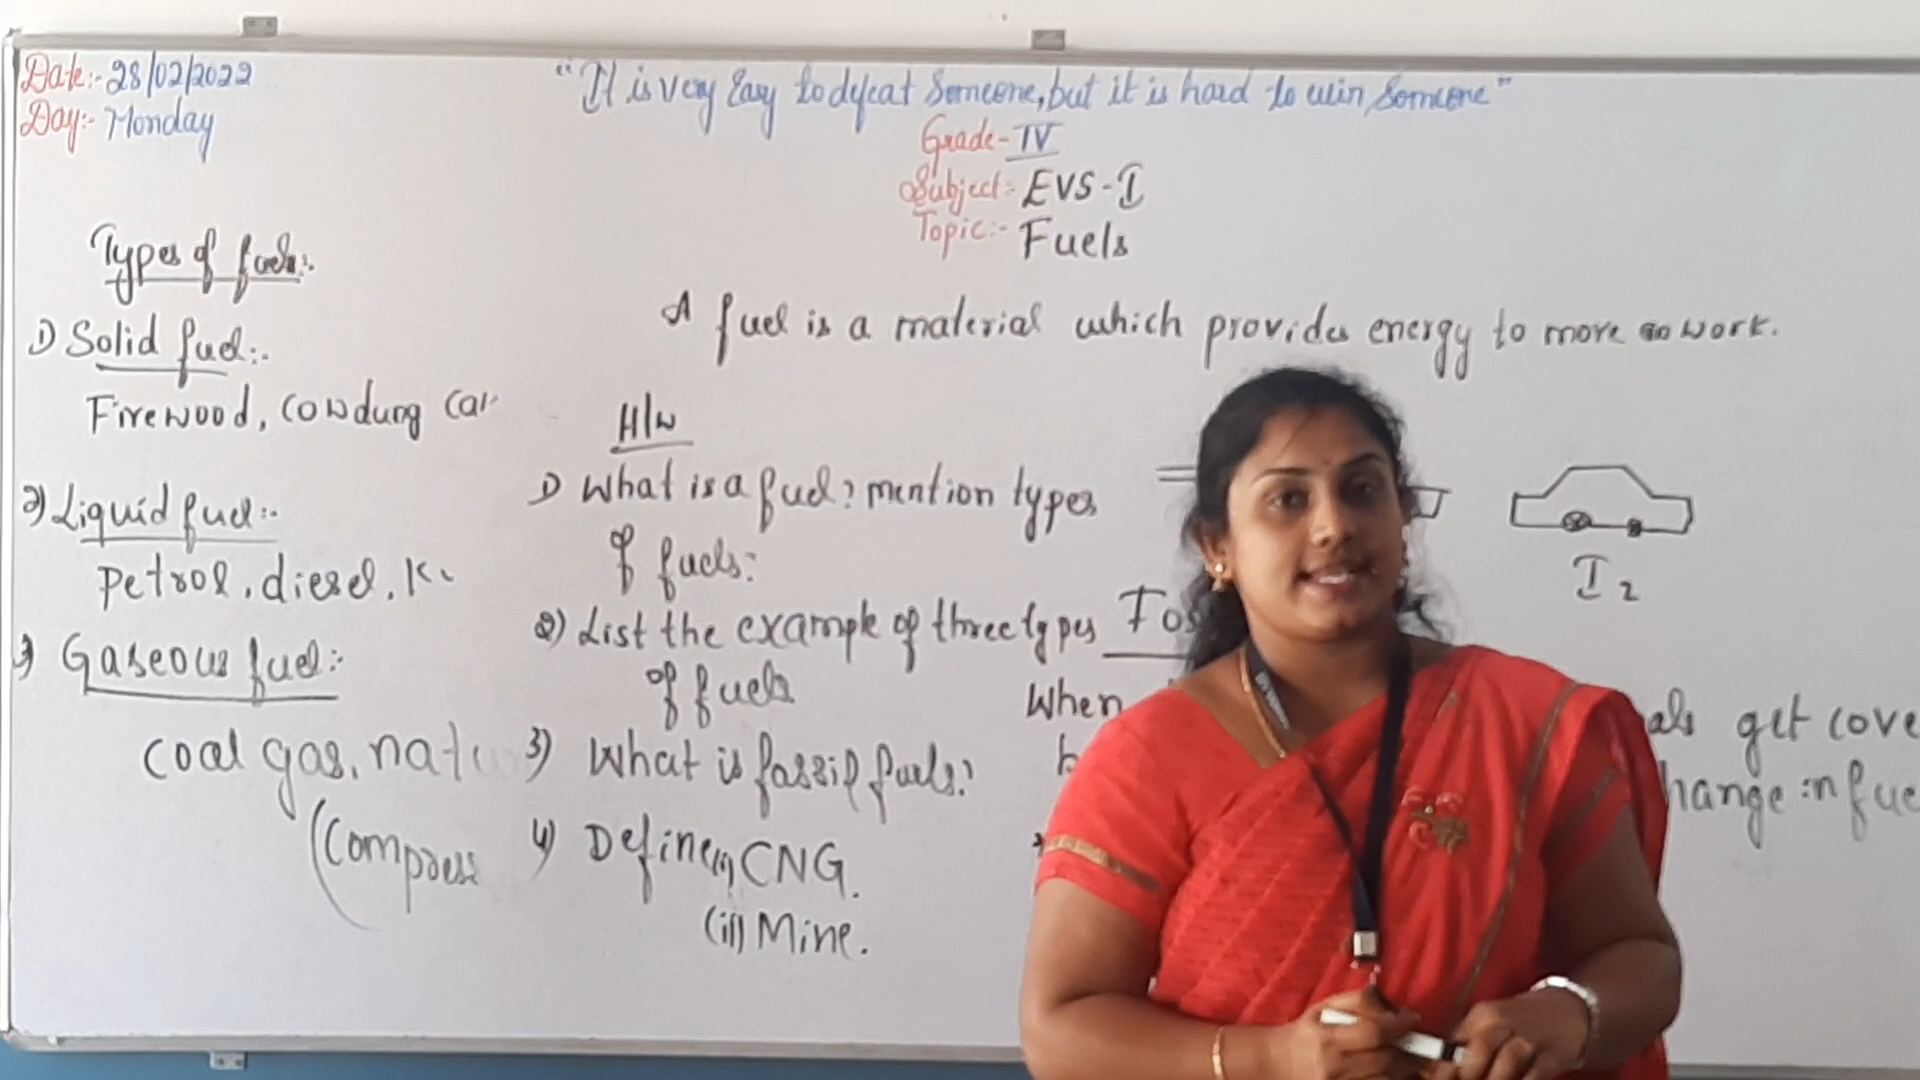 Date:- 28/02/2022
Day:- Monday
"It is very Easy to defeat Someone, but it is hard to win Someone"
Grade- IV
Subject:- EVS-I
Topic:- Fuels
Types of fuels:-
1) Solid fuel:-
Firewood, Cowdung
2) Liquid fuel:-
Petrol, diesel, K
3) Gaseous fuel:-
Coal gas, nat
(Compress
A fuel is a material which provides energy to move work.
H/w
1) What is a fuel? mention types
of fuels:
2) List the example of three types
of fuels
3) What is fossil fuels?
4) Define (i) CNG.
(ii) Mine.
I2
Fos
When als get cove
hange in fue